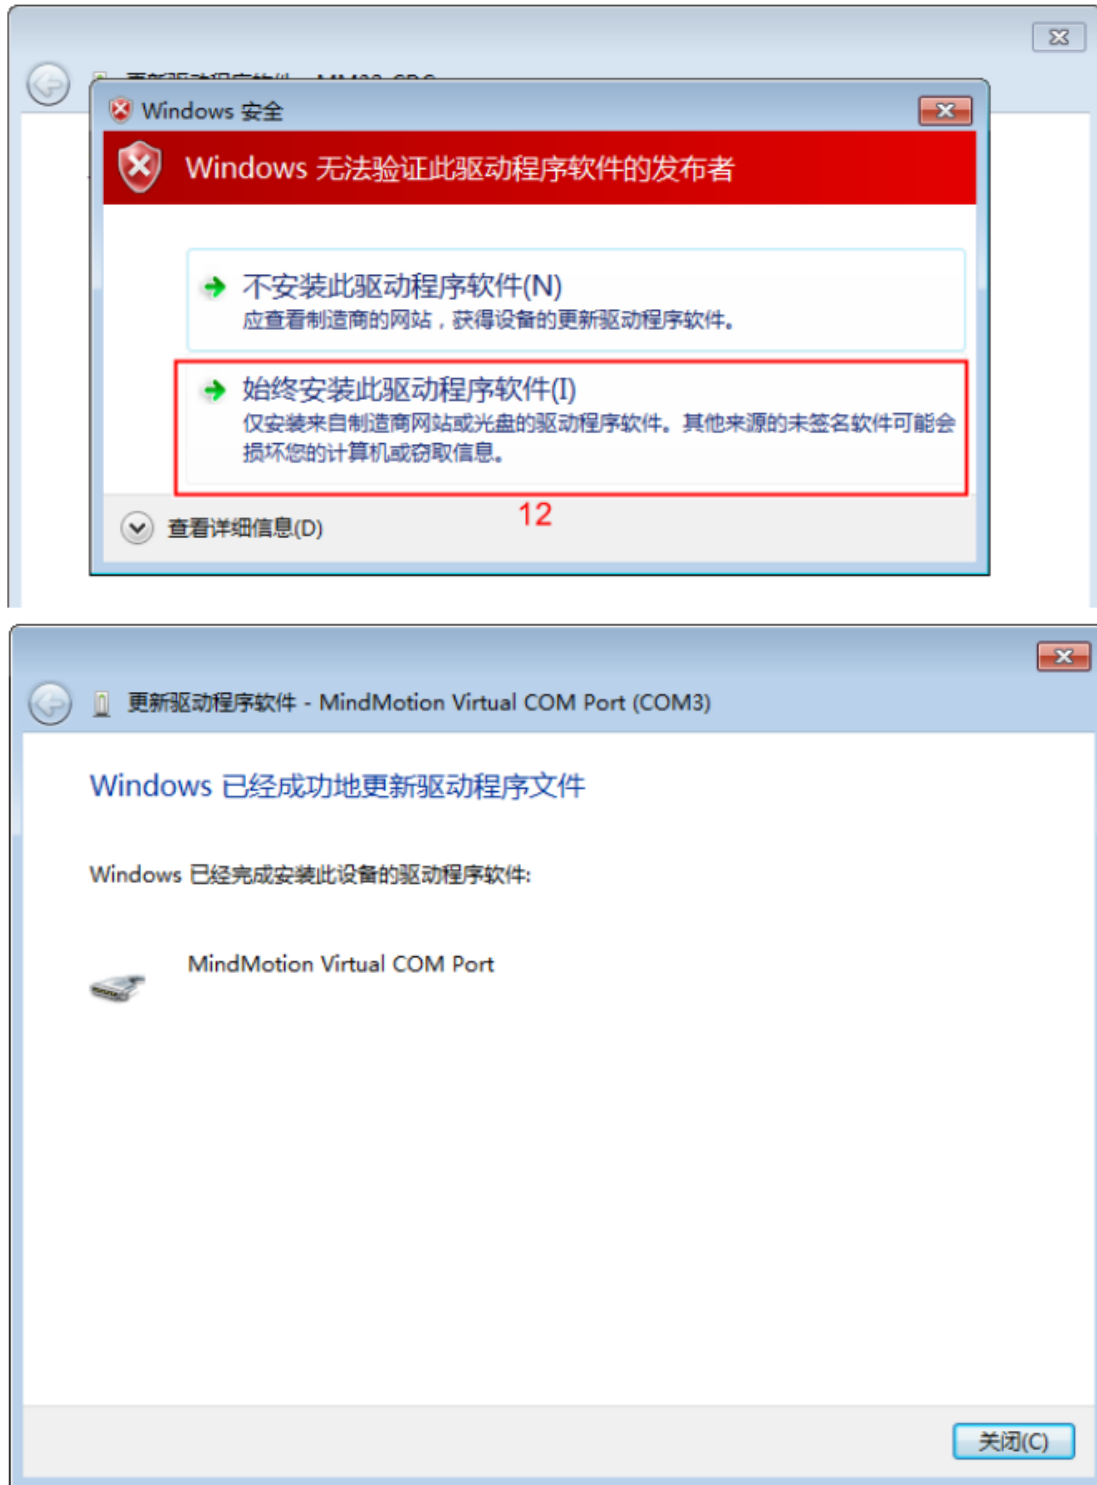 Windows 安全
Windows 无法验证此驱动程序软件的发布者
不安装此驱动程序软件(N)
应查看制造商的网站，获得设备的更新驱动程序软件。
始终安装此驱动程序软件(I)
仅安装来自制造商网站或光盘的驱动程序软件。其他来源的未签名软件可能会
损坏您的计算机或窃取信息。
12
查看详细信息(D)
更新驱动程序软件 - MindMotion Virtual COM Port (COM3)
Windows 已经成功地更新驱动程序文件
Windows 已经完成安装此设备的驱动程序软件:
MindMotion Virtual COM Port
关闭(C)